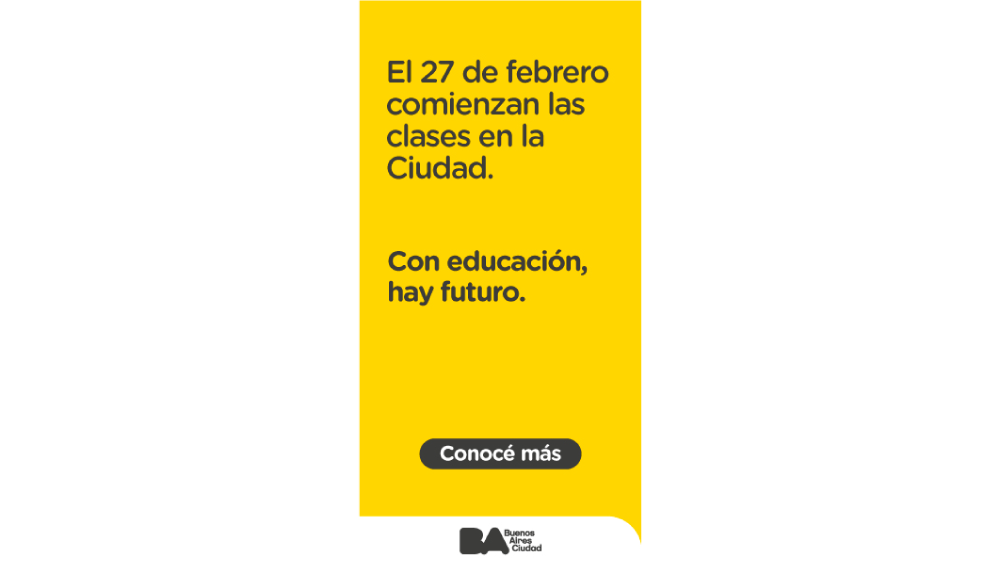 El 27 de febrero
comienzan las
clases en la
Ciudad.
Con educación,
hay futuro.
Conocé más
BA Buenos
Aires
Ciudad